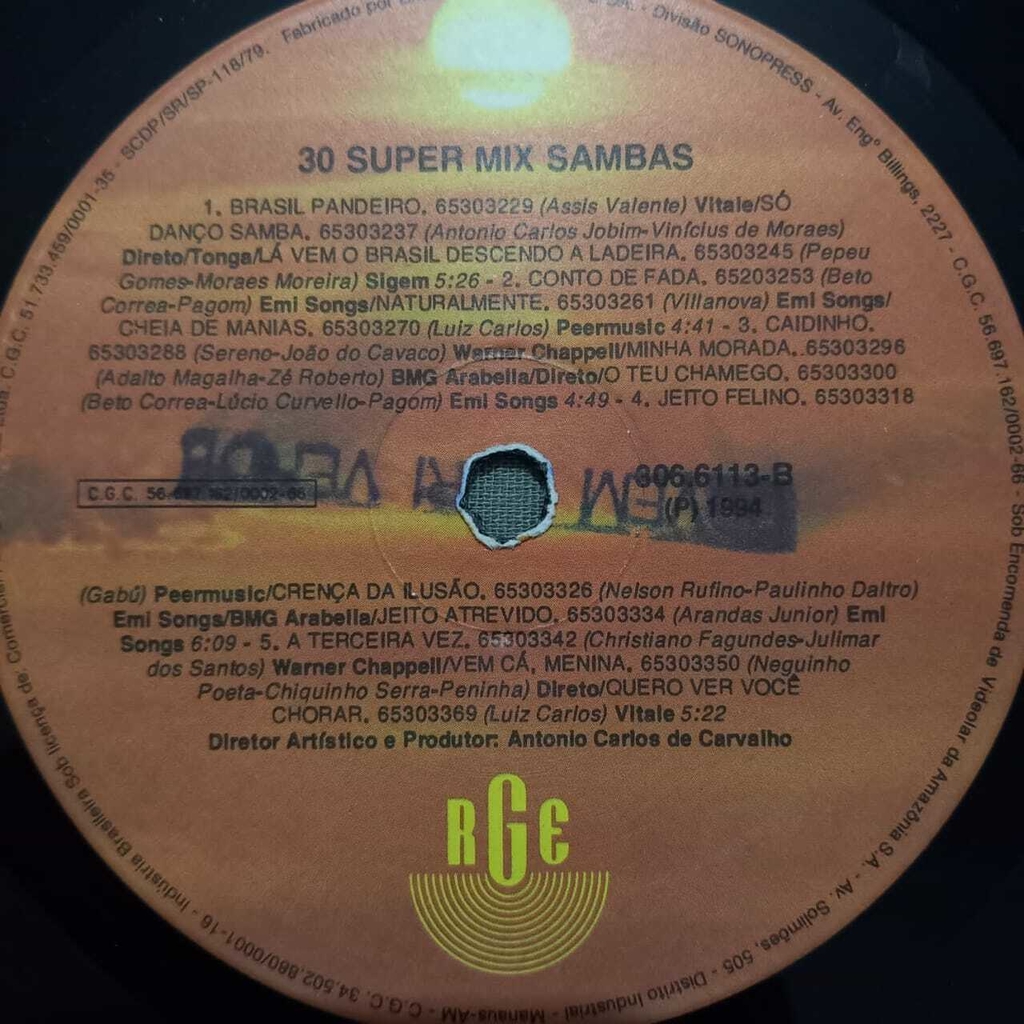 30 SUPER MIX SAMBAS
1. BRASIL PANDEIRO. 65303229 (Assis Valente) Vitale/SÓ
DANÇO SAMBA. 65303237 (Antonio Carlos Jobim-Vinícius de Moraes)
Direto/Tonga/LÁ VEM O BRASIL DESCENDO A LADEIRA. 65303245 (Pepeu
Gomes-Moraes Moreira) Sigem 5:26 - 2. CONTO DE FADA. 65203253 (Beto
Correa-Pagom) Emi Songs/NATURALMENTE. 65303261 (Villanova) Emi Songs/
CHEIA DE MANIAS. 65303270 (Luiz Carlos) Peermusic 4:41 - 3. CAIDINHO.
65303288 (Sereno-João do Cavaco) Warner Chappell/MINHA MORADA..65303296
(Adalto Magalha-Zé Roberto) BMG Arabella/Direto/O TEU CHAMEGO. 65303300
(Beto Correa-Lúcio Curvello-Pagom) Emi Songs 4:49 - 4. JEITO FELINO. 65303318
C.G.C. 56.697.162/0002-66
306.6113-B
(P) 1994
(Gabú) Peermusic/CRENÇA DA ILUSÃO. 65303326 (Nelson Rufino-Paulinho Daltro)
Emi Songs/BMG Arabella/JEITO ATREVIDO. 65303334 (Arandas Junior) Emi
Songs 6:09 - 5. A TERCEIRA VEZ. 65303342 (Christiano Fagundes-Julimar
dos Santos) Warner Chappell/VEM CÁ, MENINA. 65303350 (Neguinho
Poeta-Chiquinho Serra-Peninha) Direto/QUERO VER VOCÊ
CHORAR. 65303369 (Luiz Carlos) Vitale 5:22
Diretor Artístico e Produtor: Antonio Carlos de Carvalho
RGE
C.G.C. 51.733.459/0001-35 - SCDP/SR/SP-118/79. Fabricado por
- Divisão SONOPRESS - Av. Engº Billings, 2227 - C.G.C. 56.697.162/0002-66 - Sob Encomenda de Videolar da Amazônia S.A. - Av. Solimões, 505 - Distrito Industrial - Manaus-AM - C.G.C. 34.502.880/0001-16 - Indústria Brasileira Sob licença de